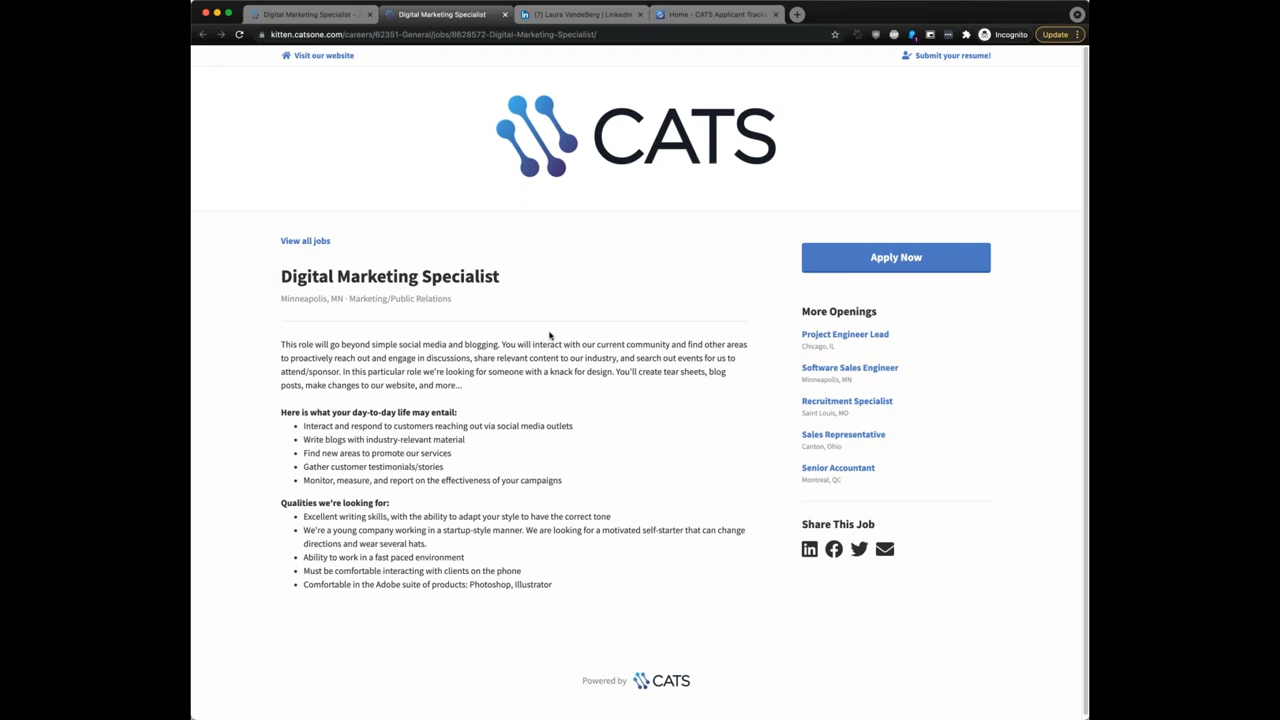 Digital Marketing Specialist -
Digital Marketing Specialist
(7) Laura VandeBerg | LinkedIn
Home - CATS Applicant Track
kitten.catsone.com/careers/62351-General/jobs/8628572-Digital-Marketing-Specialist/
Incognito
Update
Visit our website
Submit your resume!
CATS
View all jobs
Digital Marketing Specialist
Minneapolis, MN · Marketing/Public Relations
This role will go beyond simple social media and blogging. You will interact with our current community and find other areas
to proactively reach out and engage in discussions, share relevant content to our industry, and search out events for us to
attend/sponsor. In this particular role we're looking for someone with a knack for design. You'll create tear sheets, blog
posts, make changes to our website, and more...
Here is what your day-to-day life may entail:
• Interact and respond to customers reaching out via social media outlets
• Write blogs with industry-relevant material
• Find new areas to promote our services
• Gather customer testimonials/stories
• Monitor, measure, and report on the effectiveness of your campaigns
Qualities we're looking for:
• Excellent writing skills, with the ability to adapt your style to have the correct tone
• We're a young company working in a startup-style manner. We are looking for a motivated self-starter that can change
directions and wear several hats.
• Ability to work in a fast paced environment
• Must be comfortable interacting with clients on the phone
• Comfortable in the Adobe suite of products: Photoshop, Illustrator
Apply Now
More Openings
Project Engineer Lead
Chicago, IL
Software Sales Engineer
Minneapolis, MN
Recruitment Specialist
Saint Louis, MO
Sales Representative
Canton, Ohio
Senior Accountant
Montreal, QC
Share This Job
Powered by CATS